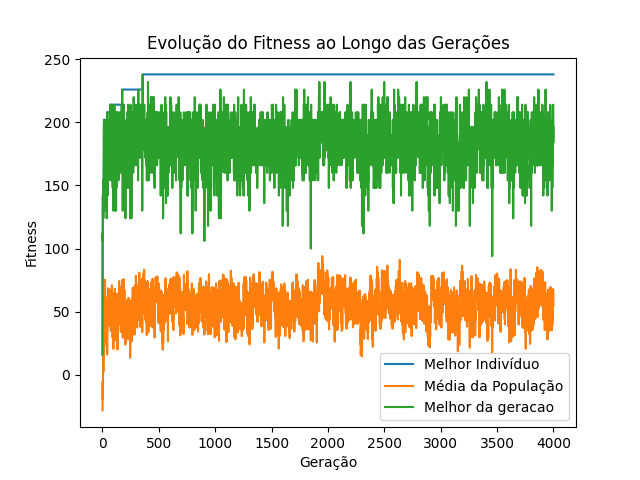 Evolução do Fitness ao Longo das Gerações
Fitness
250
200
150
100
50
0
0 500 1000 1500 2000 2500 3000 3500 4000
Geração
Melhor Indivíduo
Média da População
Melhor da geracao